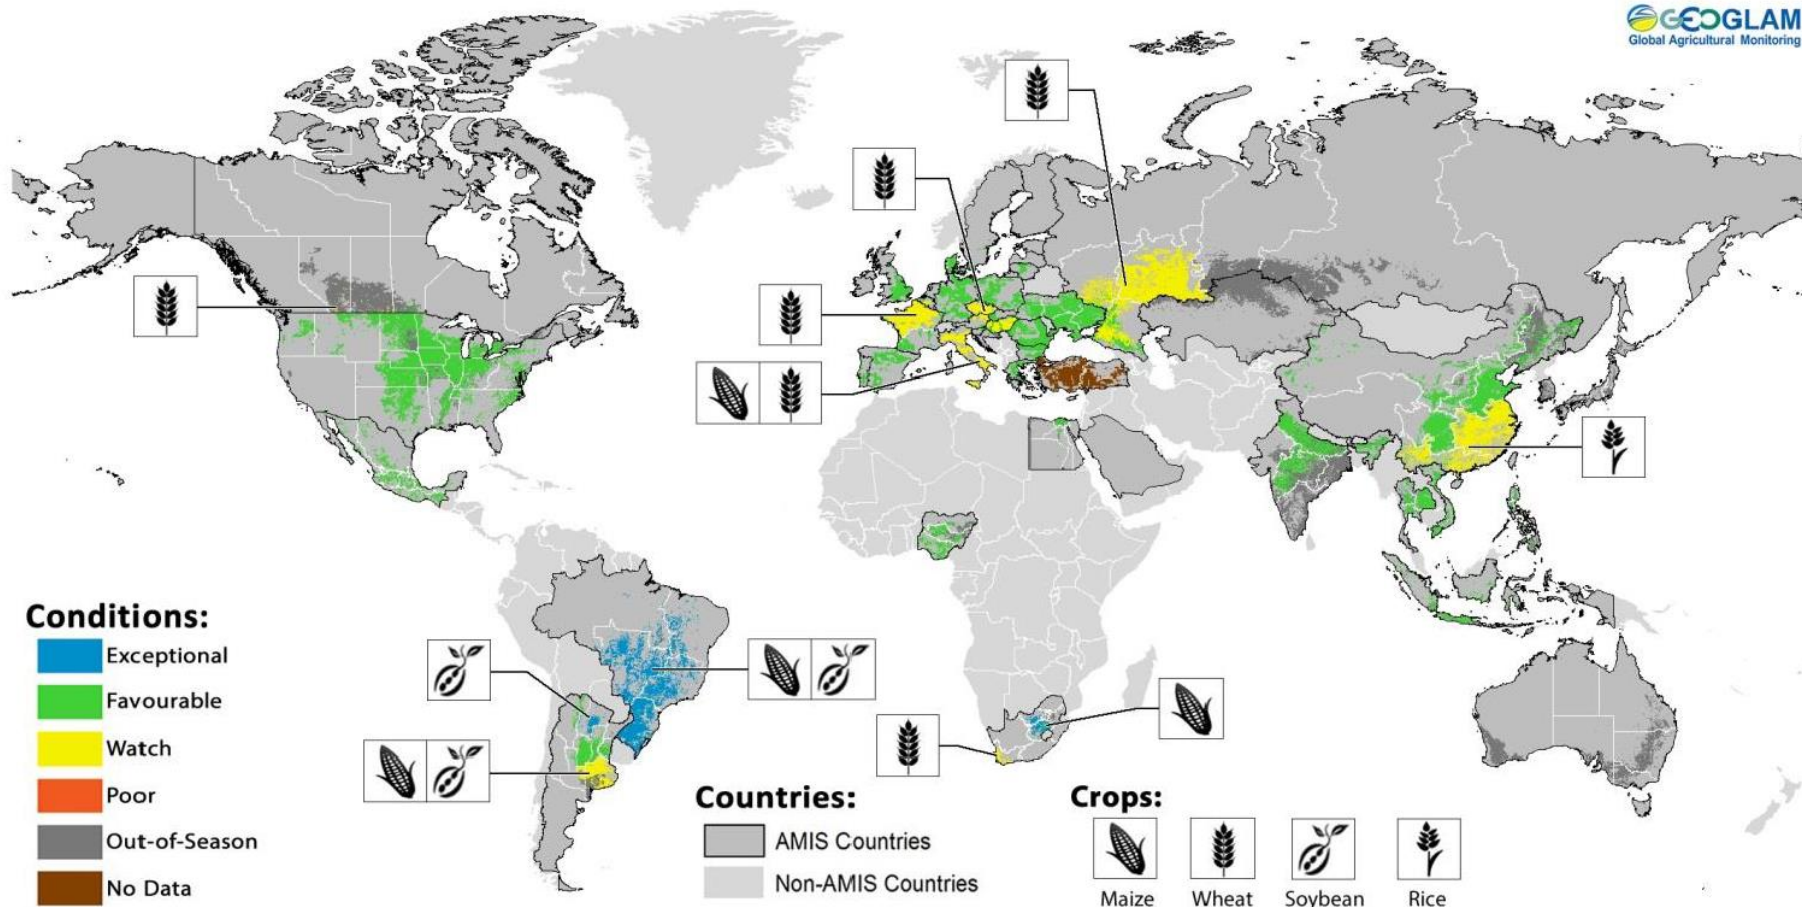 GEOGLAM
Global Agricultural Monitoring
Conditions:
Exceptional
Favourable
Watch
Poor
Out-of-Season
No Data
Countries:
AMIS Countries
Non-AMIS Countries
Crops:
Maize
Wheat
Soybean
Rice